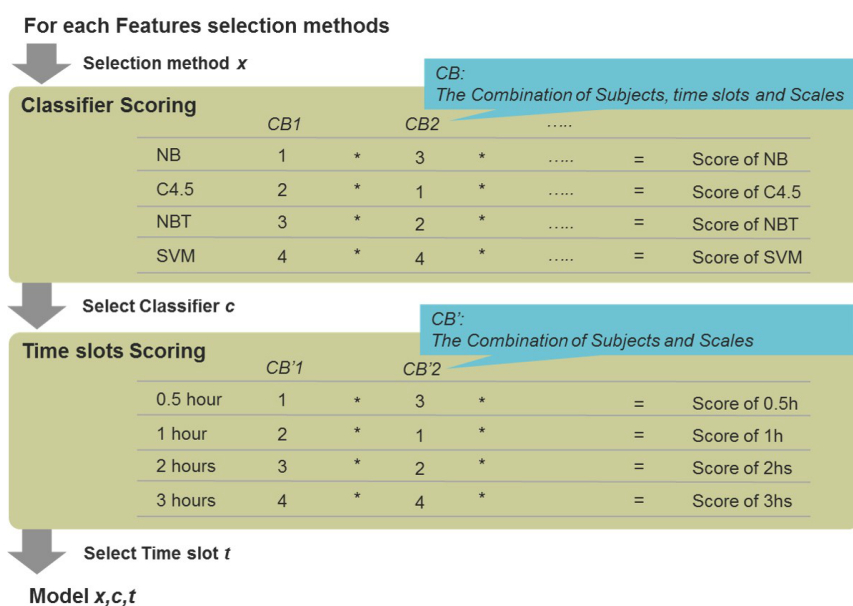 For each Features selection methods
Selection method x
CB:
The Combination of Subjects, time slots and Scales
Classifier Scoring
CB1 CB2 .....
NB 1 * 3 * ..... = Score of NB
C4.5 2 * 1 * ..... = Score of C4.5
NBT 3 * 2 * ..... = Score of NBT
SVM 4 * 4 * ..... = Score of SVM
Select Classifier c
CB':
The Combination of Subjects and Scales
Time slots Scoring
CB'1 CB'2
0.5 hour 1 * 3 * = Score of 0.5h
1 hour 2 * 1 * = Score of 1h
2 hours 3 * 2 * = Score of 2hs
3 hours 4 * 4 * = Score of 3hs
Select Time slot t
Model x,c,t